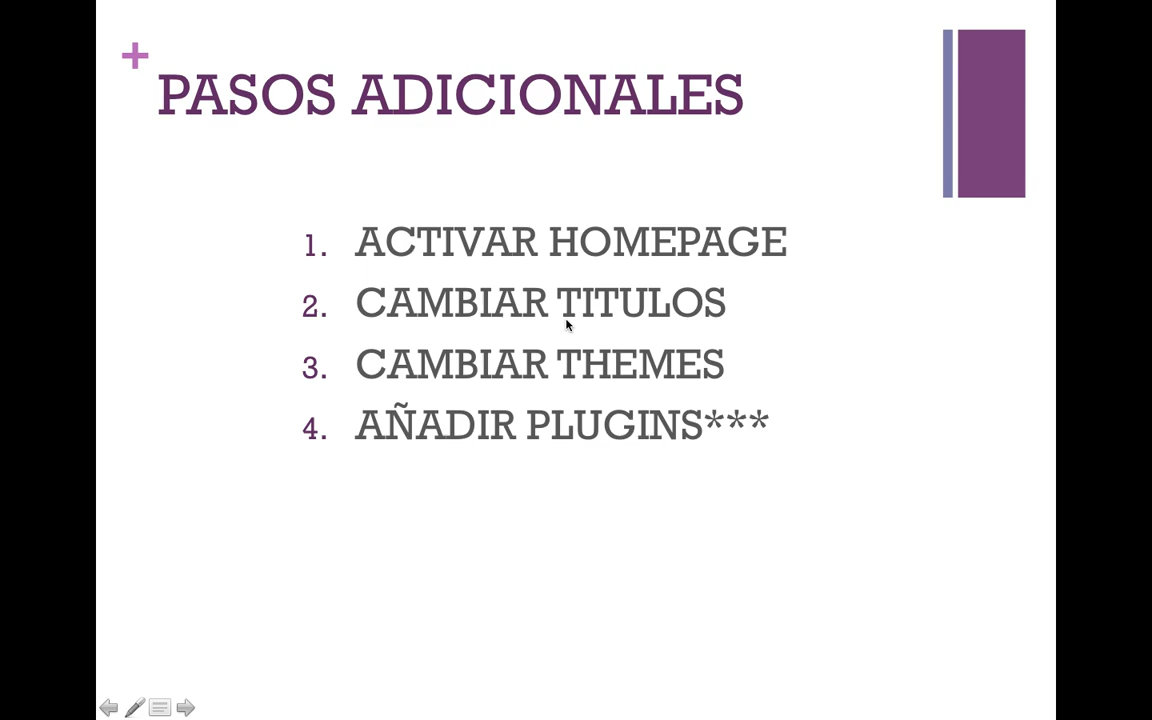 +
PASOS ADICIONALES
1. ACTIVAR HOMEPAGE
2. CAMBIAR TITULOS
3. CAMBIAR THEMES
4. AÑADIR PLUGINS***